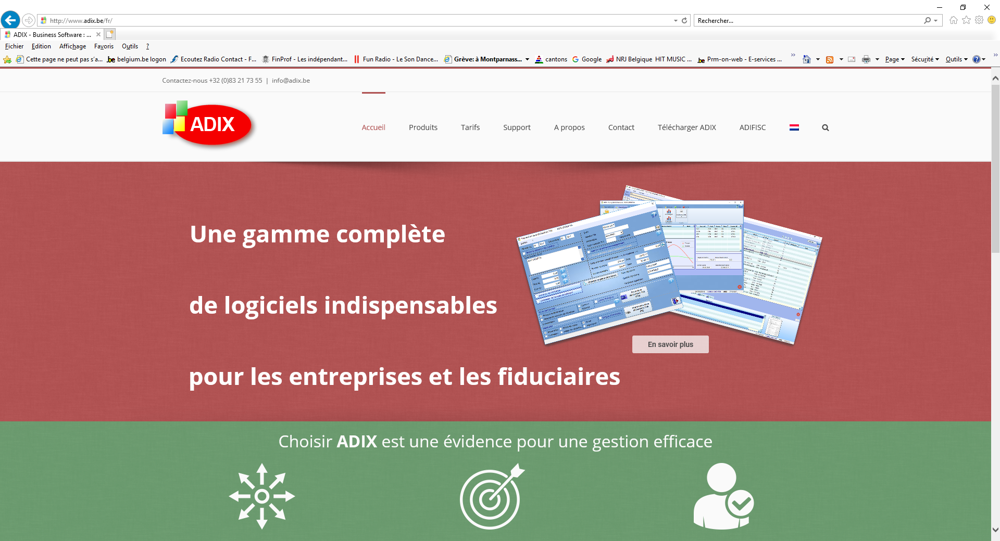 http://www.adix.be/fr/
Rechercher...
ADIX - Business Software : ...
Fichier Edition Affichage Favoris Outils ?
Cette page ne peut pas s'a... .be belgium.be logon Ecoutez Radio Contact - F... FinProf - Les indépendant... Fun Radio - Le Son Dance... Grève: à Montparnass... cantons Google NRJ Belgique HIT MUSIC ... .be Prm-on-web - E-services ... » Page Sécurité Outils »
Contactez-nous +32 (0)83 21 73 55 | info@adix.be
ADIX
Accueil Produits Tarifs Support A propos Contact Télécharger ADIX ADIFISC
Une gamme complète
de logiciels indispensables
En savoir plus
pour les entreprises et les fiduciaires
Choisir ADIX est une évidence pour une gestion efficace